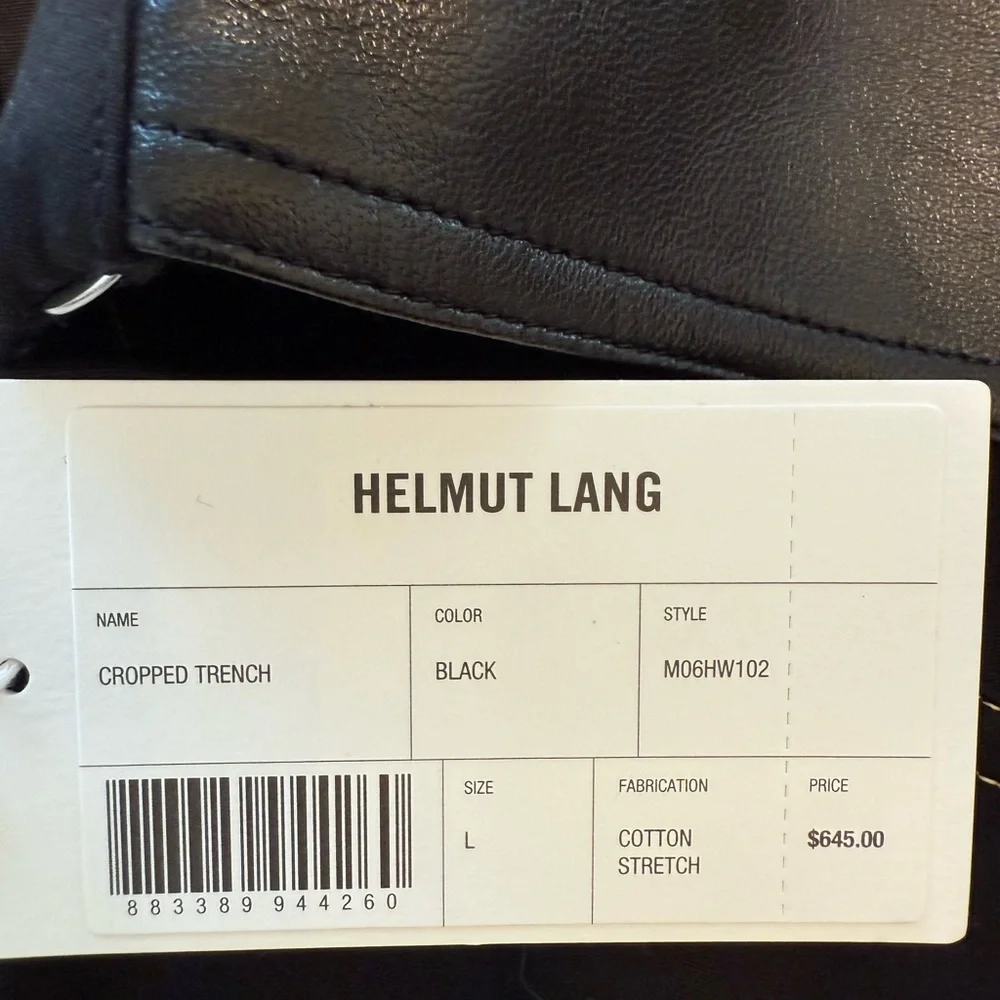 HELMUT LANG
NAME
CROPPED TRENCH
COLOR
BLACK
STYLE
M06HW102
883389 944260
SIZE
L
FABRICATION
COTTON
STRETCH
PRICE
$645.00